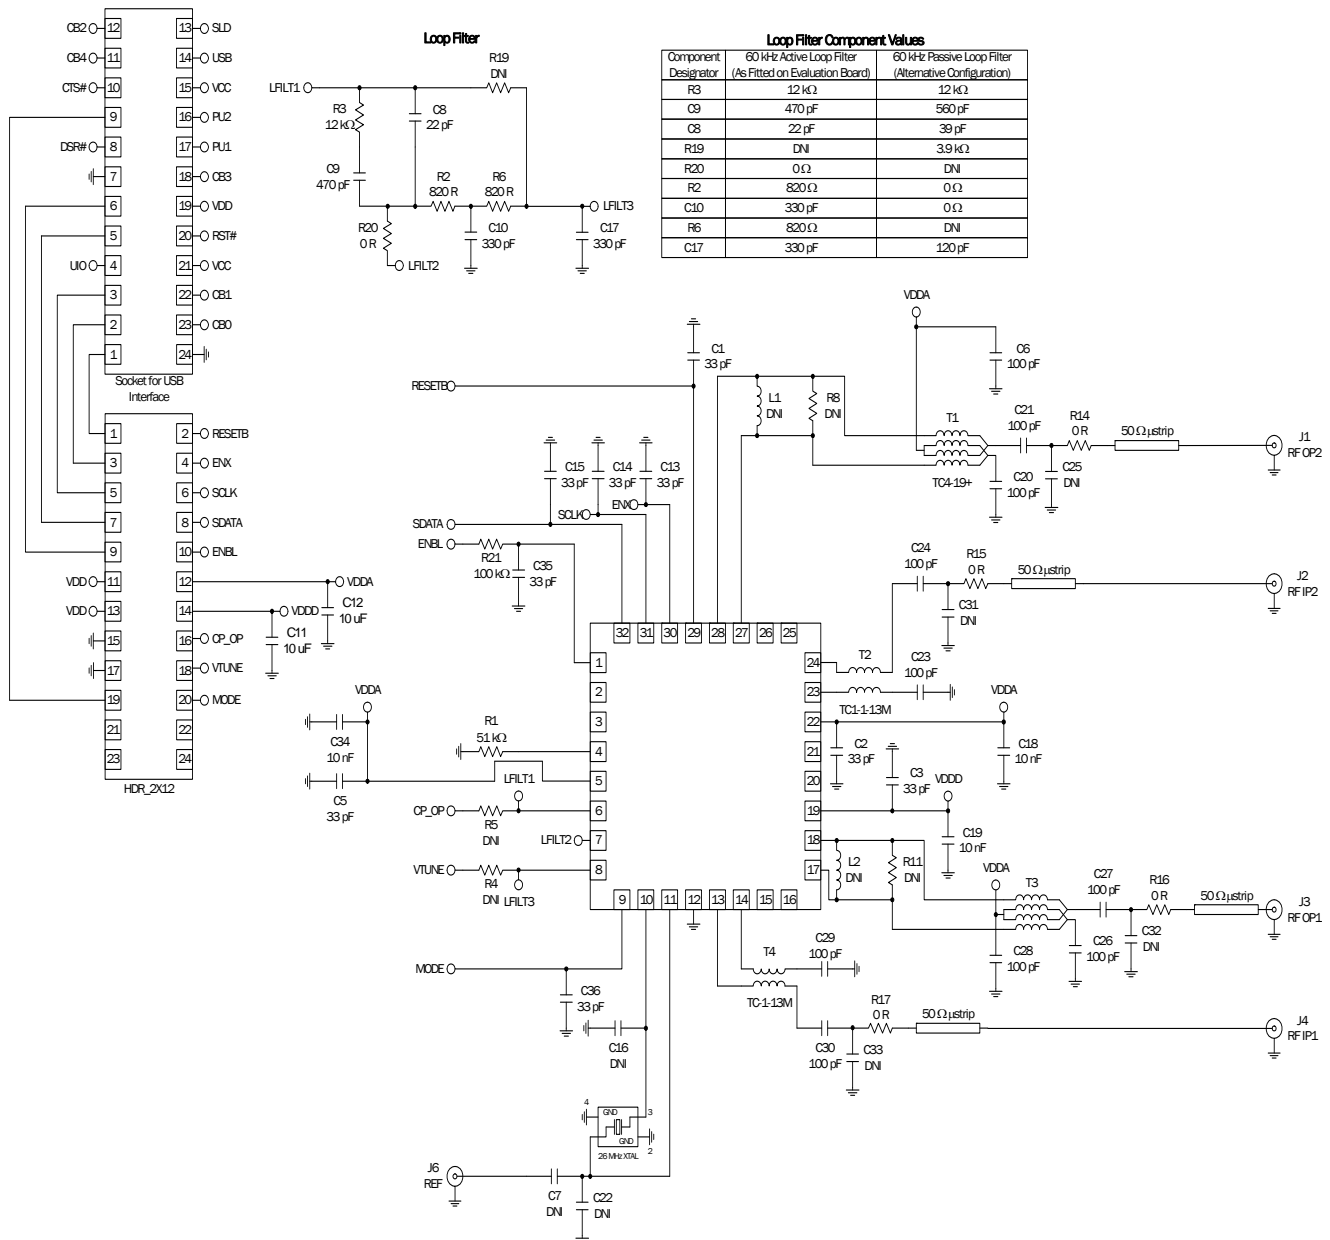 CB2 12 13 SLD
CB4 11 14 USB
CTS# 10 15 VCC
9 16 PU2
DSR# 8 17 PU1
7 18 CB3
6 19 VDD
5 20 RST#
UIO 4 21 VCC
3 22 CB1
2 23 CB0
1 24
Socket for USB
Interface
1 2 RESETB
3 4 ENX
5 6 SCLK
7 8 SDATA
9 10 ENBL
VDD 11 12 VDDA
VDD 13 14 VDDD
15 16 CP_OP
17 18 VTUNE
19 20 MODE
21 22
23 24
HDR_2X12
C12
10 uF
C11
10 uF
Loop Filter
LFILT1
R19
DNI
R3
12 kΩ
C8
22 pF
C9
470 pF
R2
820 R
R6
820 R
LFILT3
R20
0 R
C10
330 pF
C17
330 pF
LFILT2
Loop Filter Component Values
Component Designator 60 kHz Active Loop Filter (As Fitted on Evaluation Board) 60 kHz Passive Loop Filter (Alternative Configuration)
R3 12 kΩ 12 kΩ
C9 470 pF 560 pF
C8 22 pF 39 pF
R19 DNI 3.9 kΩ
R20 0 Ω DNI
R2 820 Ω 0 Ω
C10 330 pF 0 Ω
R6 820 Ω DNI
C17 330 pF 120 pF
RESETB
C1
33 pF
L1
DNI
R8
DNI
VDDA
C6
100 pF
T1
TC4-19+
C21
100 pF
R14
0 R
50 Ω µstrip
J1
RF OP2
C20
100 pF
C25
DNI
C15
33 pF
C14
33 pF
C13
33 pF
ENX
SCLK
SDATA
ENBL
R21
100 kΩ
C35
33 pF
C24
100 pF
R15
0 R
50 Ω µstrip
J2
RF IP2
C31
DNI
32 31 30 29 28 27 26 25
1 24
2 23
3 22
4 21
5 20
6 19
7 18
8 17
9 10 11 12 13 14 15 16
T2
TC1-1-13M
C23
100 pF
VDDA
C2
33 pF
C18
10 nF
C3
33 pF
VDDD
C19
10 nF
VDDA
C34
10 nF
C5
33 pF
R1
51 kΩ
LFILT1
CP_OP
R5
DNI
LFILT2
VTUNE
R4
DNI
LFILT3
L2
DNI
R11
DNI
VDDA
T3
C27
100 pF
R16
0 R
50 Ω µstrip
J3
RF OP1
C28
100 pF
C26
100 pF
C32
DNI
MODE
C36
33 pF
C16
DNI
T4
TC-1-13M
C29
100 pF
C30
100 pF
R17
0 R
C33
DNI
50 Ω µstrip
J4
RF IP1
4 GND 3
GND 2
26 MHz XTAL
J6
REF
C7
DNI
C22
DNI